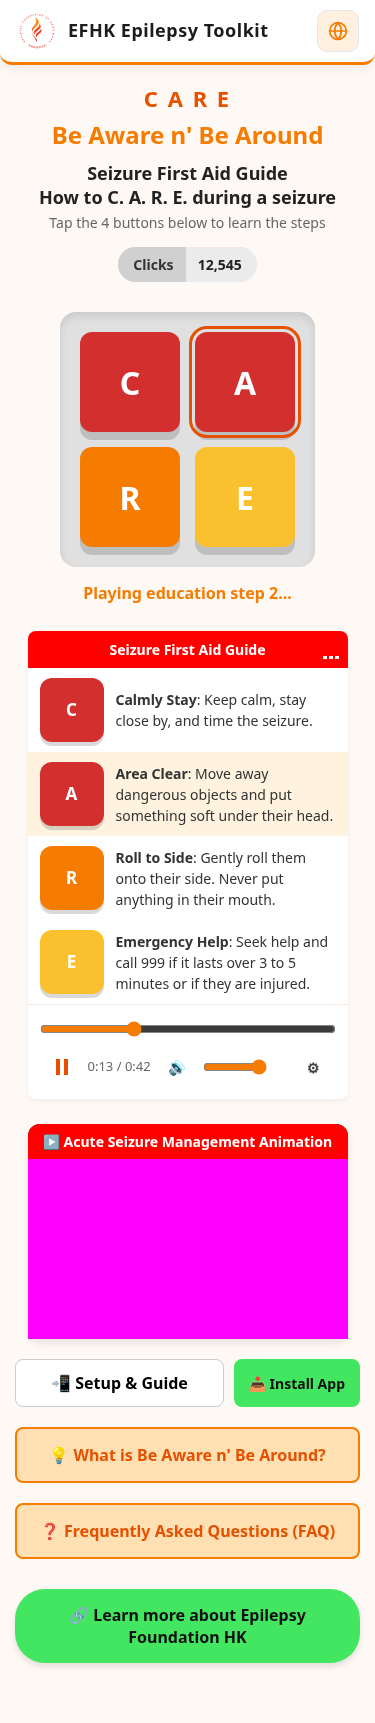 EFHK Epilepsy Toolkit
CARE
Be Aware n' Be Around
Seizure First Aid Guide
How to C. A. R. E. during a seizure
Tap the 4 buttons below to learn the steps
Clicks 12,545
C A
R E
Playing education step 2...
Seizure First Aid Guide ...
C
Calmly Stay: Keep calm, stay
close by, and time the seizure.
A
Area Clear: Move away
dangerous objects and put
something soft under their head.
R
Roll to Side: Gently roll them
onto their side. Never put
anything in their mouth.
E
Emergency Help: Seek help and
call 999 if it lasts over 3 to 5
minutes or if they are injured.
0:13 / 0:42
▶️ Acute Seizure Management Animation
📲 Setup & Guide
📥 Install App
💡 What is Be Aware n' Be Around?
❓ Frequently Asked Questions (FAQ)
🔗 Learn more about Epilepsy
Foundation HK